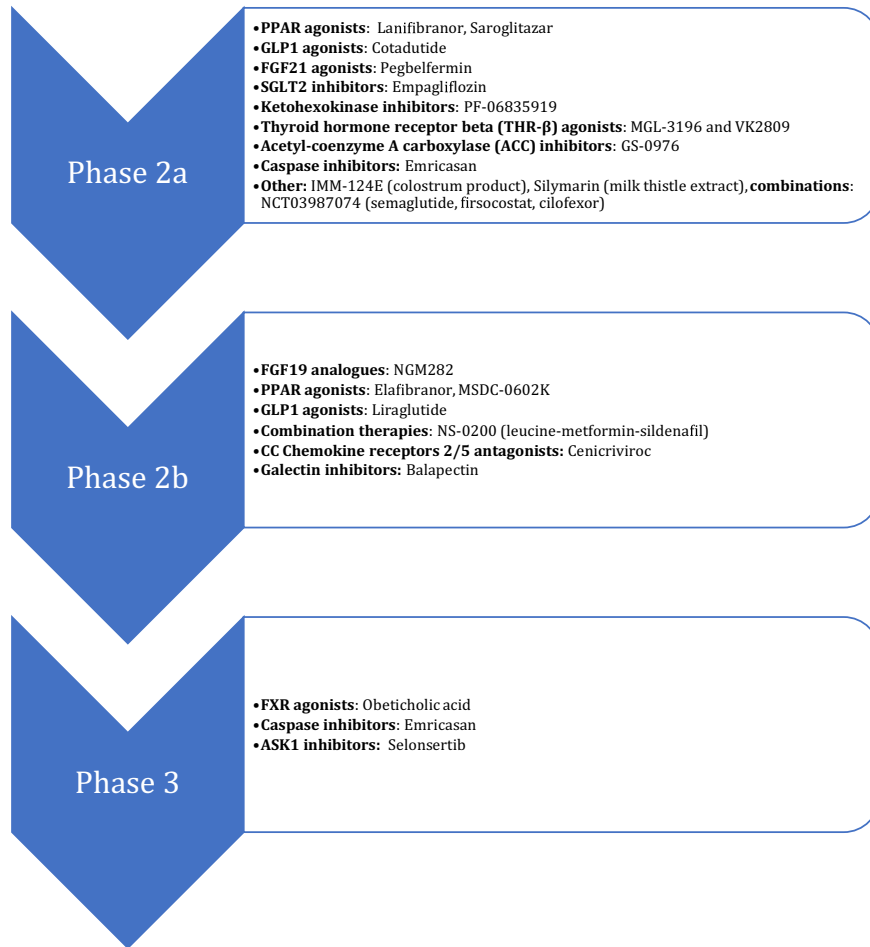 Phase 2a
•PPAR agonists: Lanifibranor, Saroglitazar
•GLP1 agonists: Cotadutide
•FGF21 agonists: Pegbelfermin
•SGLT2 inhibitors: Empagliflozin
•Ketohexokinase inhibitors: PF-06835919
•Thyroid hormone receptor beta (THR-β) agonists: MGL-3196 and VK2809
•Acetyl-coenzyme A carboxylase (ACC) inhibitors: GS-0976
•Caspase inhibitors: Emricasan
•Other: IMM-124E (colostrum product), Silymarin (milk thistle extract), combinations:
NCT03987074 (semaglutide, firsocostat, cilofexor)
Phase 2b
•FGF19 analogues: NGM282
•PPAR agonists: Elafibranor, MSDC-0602K
•GLP1 agonists: Liraglutide
•Combination therapies: NS-0200 (leucine-metformin-sildenafil)
•CC Chemokine receptors 2/5 antagonists: Cenicriviroc
•Galectin inhibitors: Balapectin
Phase 3
•FXR agonists: Obeticholic acid
•Caspase inhibitors: Emricasan
•ASK1 inhibitors: Selonsertib